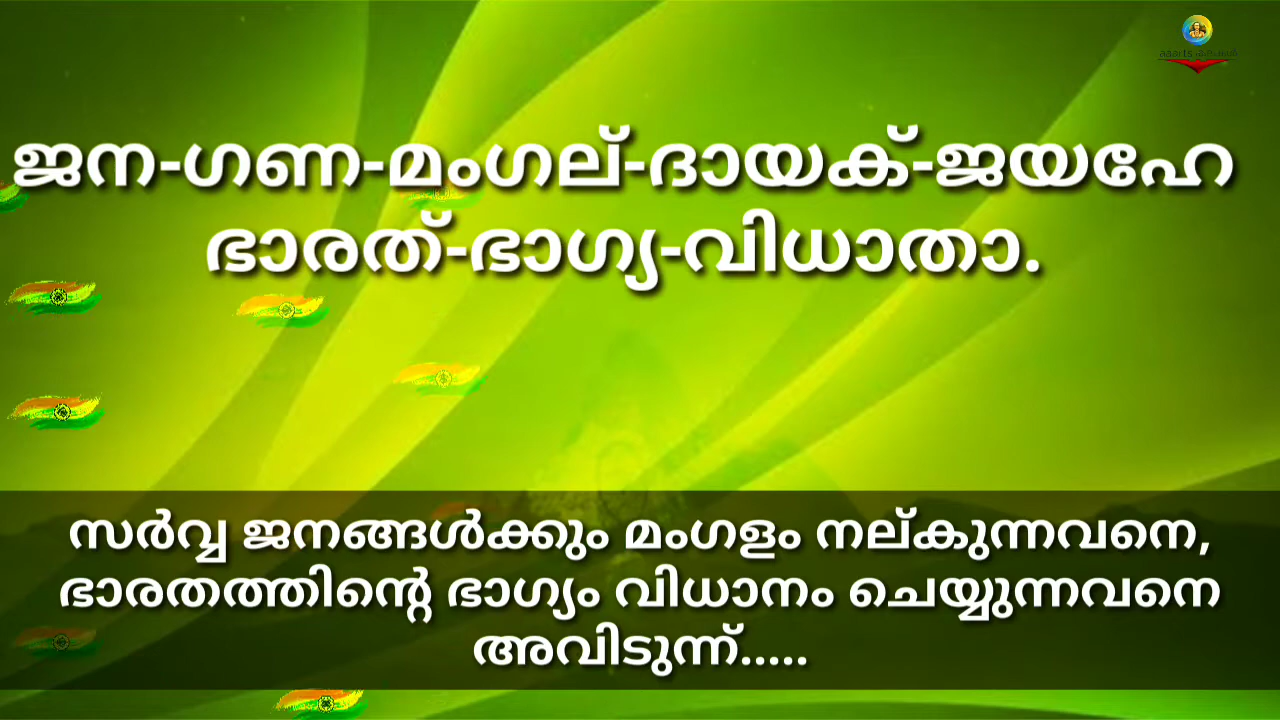 ജന-ഗണ-മംഗല്-ദായക്-ജയഹേ
ഭാരത്-ഭാഗ്യ-വിധാതാ.
സർവ്വ ജനങ്ങൾക്കും മംഗളം നല്കുന്നവനെ,
ഭാരതത്തിന്റെ ഭാഗ്യം വിധാനം ചെയ്യുന്നവനെ
അവിടുന്ന്.....